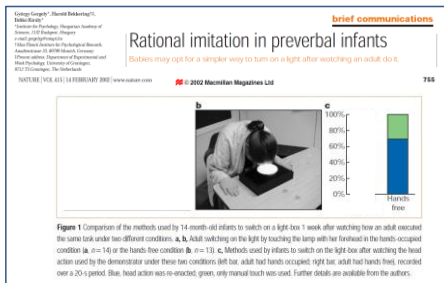 György Gergely*, Harold Bekkering†‡,
Ildikó Király*
*Institute for Psychology, Hungarian Academy of
Sciences, 1132 Budapest, Hungary
†Max Planck Institute for Psychological Research,
Amalienstrasse 33, 80799 Munich, Germany
‡Present address: Department of Experimental and
Work Psychology, University of Groningen,
9712 TS Groningen, The Netherlands
brief communications
Rational imitation in preverbal infants
Babies may opt for a simpler way to turn on a light after watching an adult do it.
NATURE | VOL 415 | 14 FEBRUARY 2002 | www.nature.com
© 2002 Macmillan Magazines Ltd
755
b
c
100%
80%
60%
40%
20%
0%
Hands
free
Figure 1 Comparison of the methods used by 14-month-old infants to switch on a light-box 1 week after watching how an adult executed
the same task under two different conditions. a, b, Adult switching on the light by touching the lamp with her forehead in the hands-occupied
condition (a, n = 14) or the hands-free condition (b, n = 13). c, Methods used by infants to switch on the light-box after watching the head
action used by the demonstrator under these two conditions (left bar, adult had hands occupied; right bar, adult had hands free), recorded
over a 20-s period. Blue, head action was re-enacted; green, only manual touch was used. Further details are available from the authors.